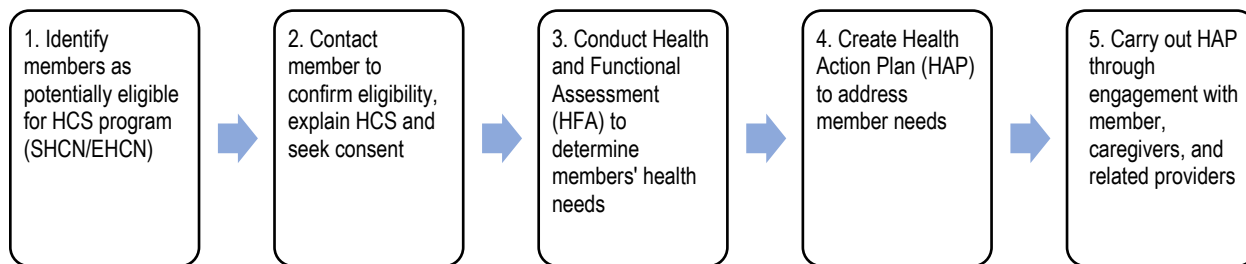 1. Identify
members as
potentially eligible
for HCS program
(SHCN/EHCN)
2. Contact
member to
confirm eligibility,
explain HCS and
seek consent
3. Conduct Health
and Functional
Assessment
(HFA) to
determine
members' health
needs
4. Create Health
Action Plan (HAP)
to address
member needs
5. Carry out HAP
through
engagement with
member,
caregivers, and
related providers